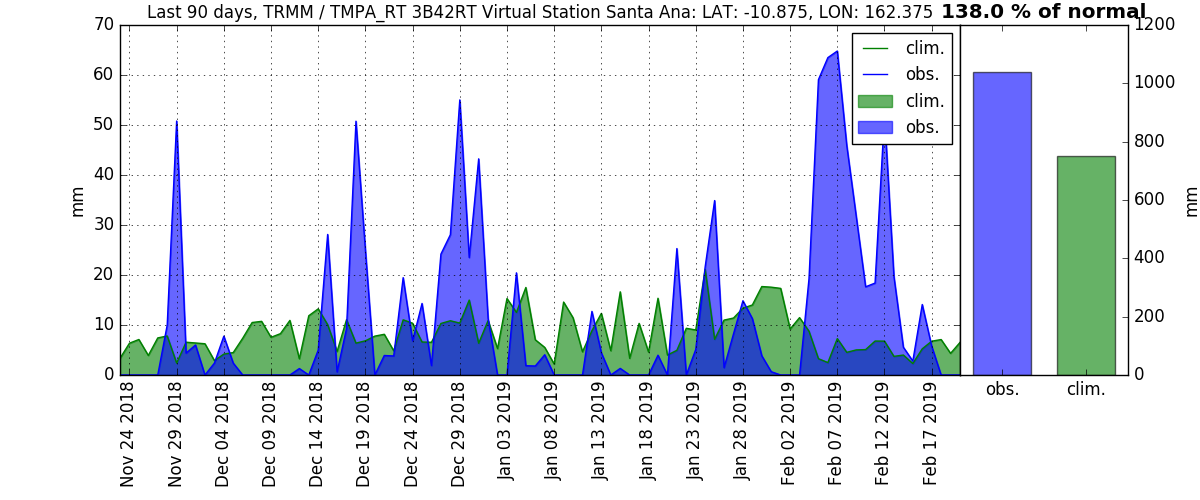 Last 90 days, TRMM / TMPA_RT 3B42RT Virtual Station Santa Ana: LAT: -10.875, LON: 162.375 138.0 % of normal
70
60
50
40
30
20
10
0
mm
clim.
obs.
clim.
obs.
Nov 24 2018
Nov 29 2018
Dec 04 2018
Dec 09 2018
Dec 14 2018
Dec 19 2018
Dec 24 2018
Dec 29 2018
Jan 03 2019
Jan 08 2019
Jan 13 2019
Jan 18 2019
Jan 23 2019
Jan 28 2019
Feb 02 2019
Feb 07 2019
Feb 12 2019
Feb 17 2019
1200
1000
800
600
400
200
0
mm
obs.
clim.